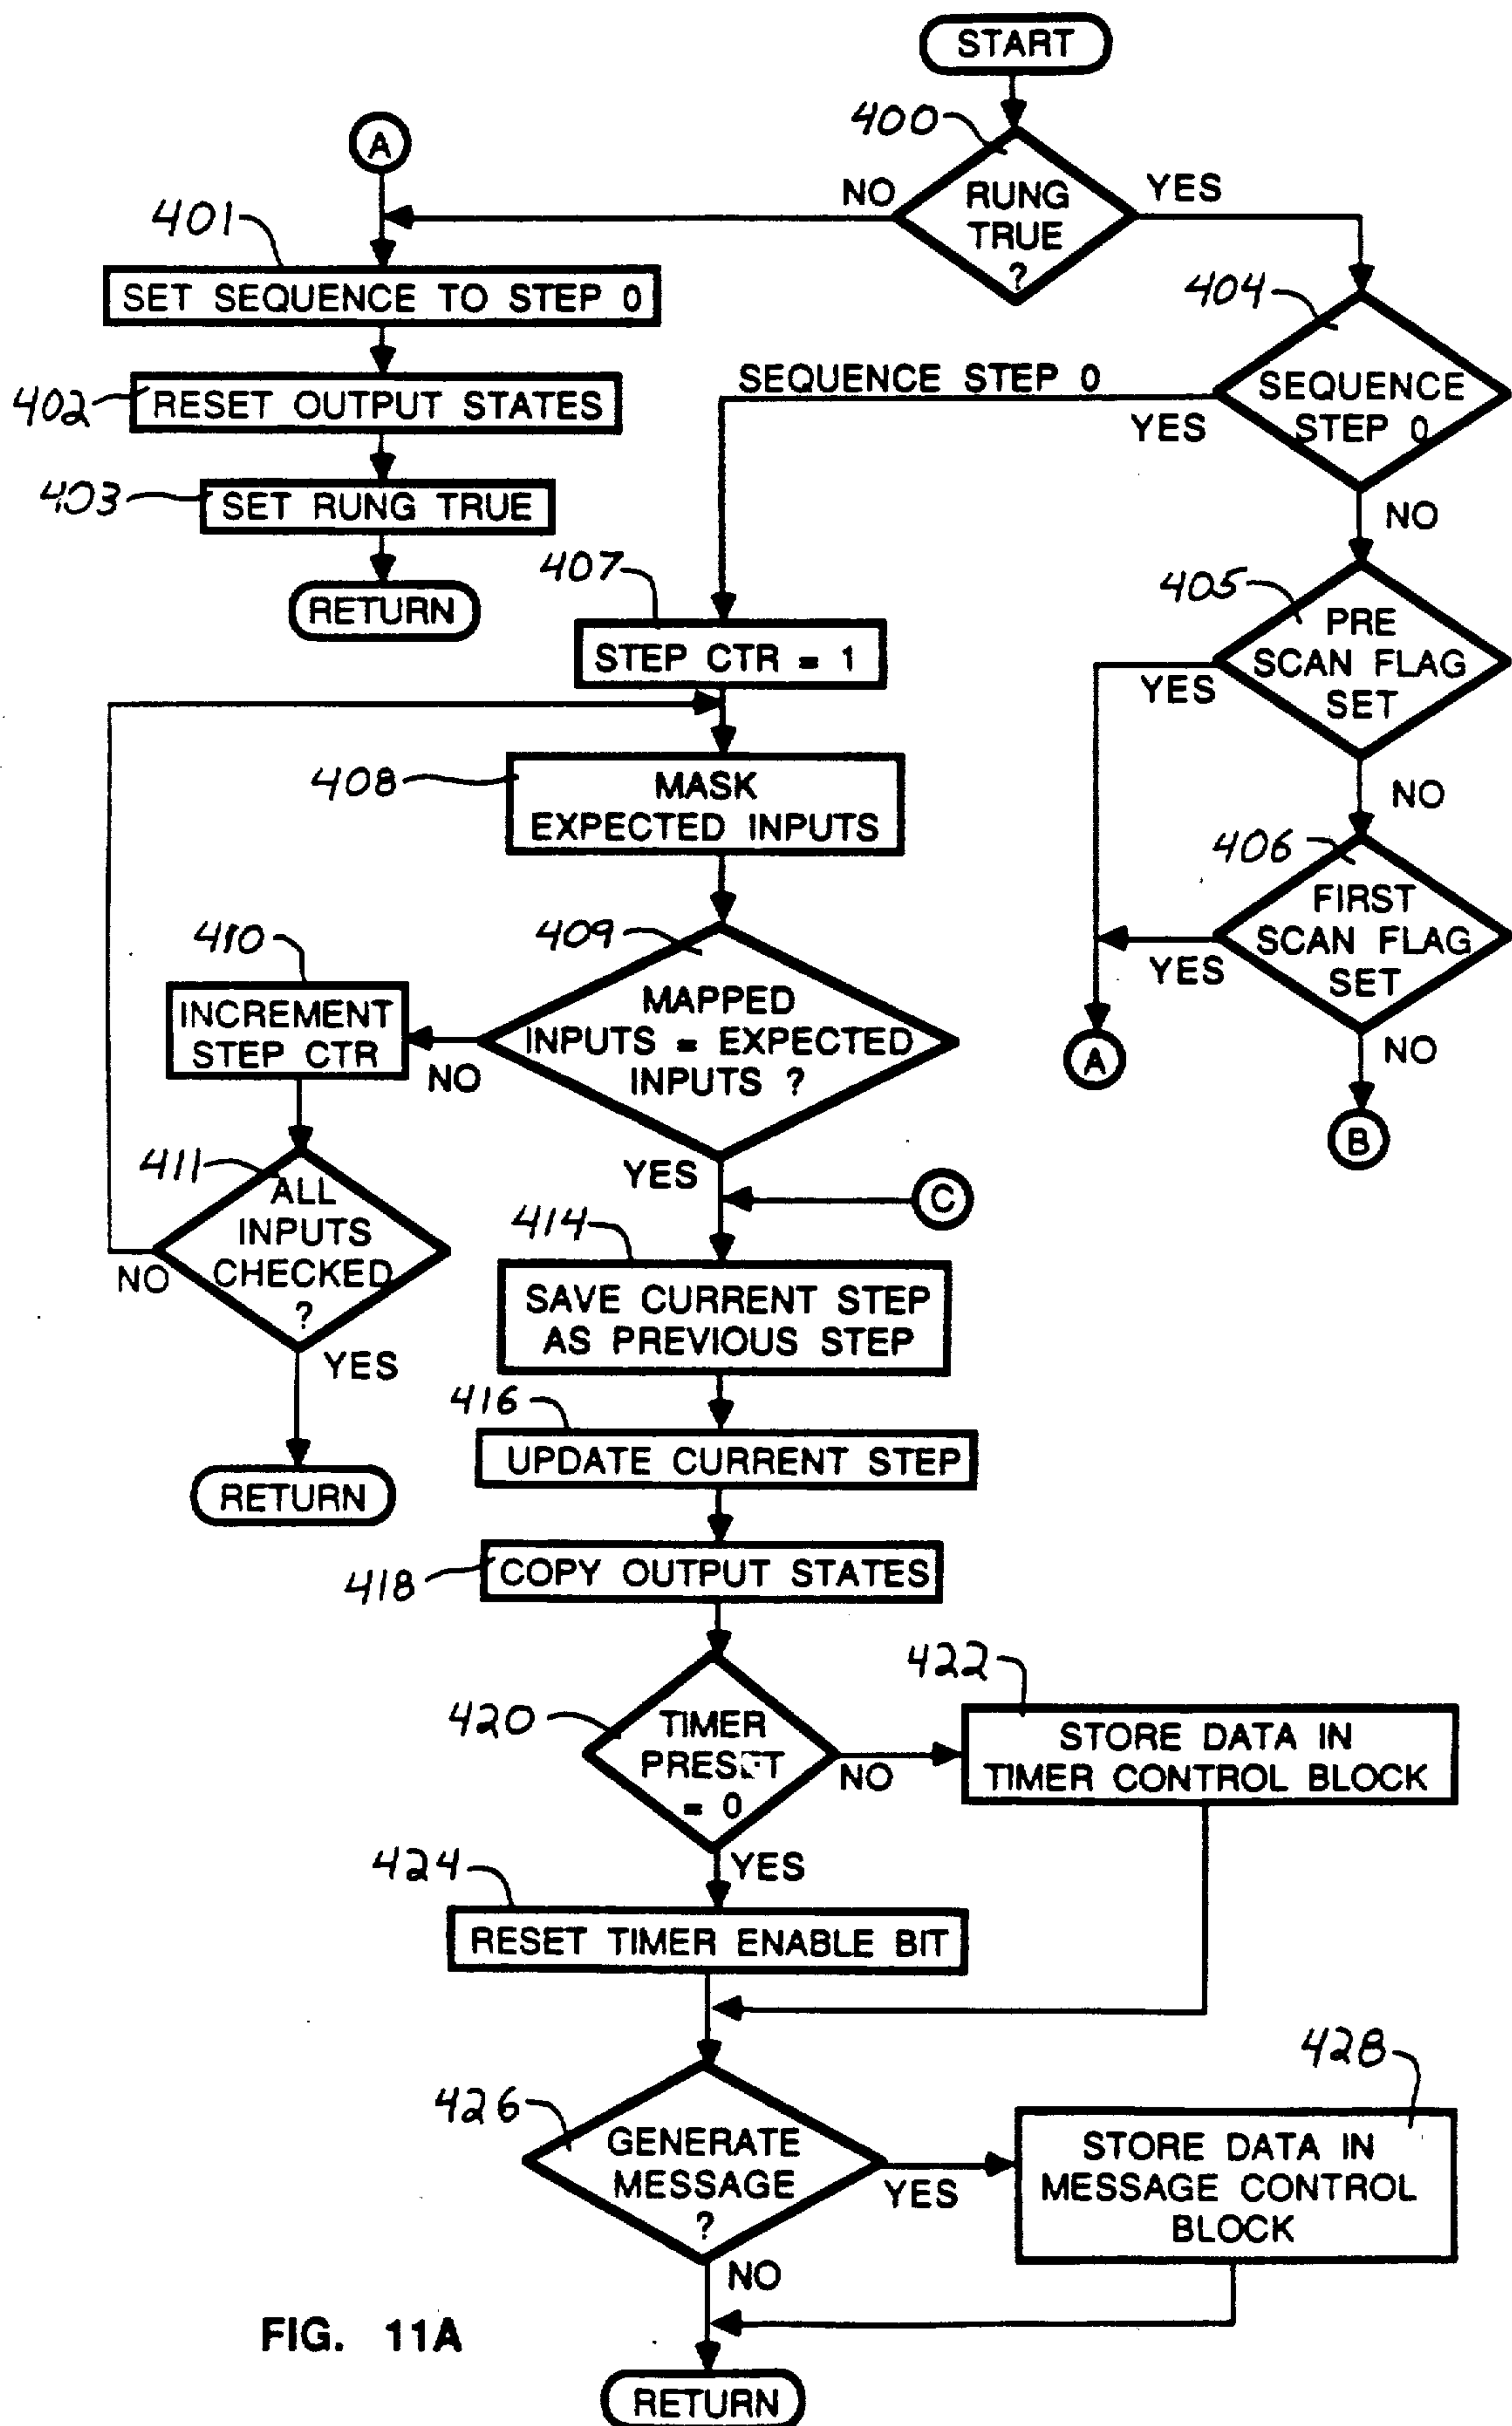 START
400
RUNG
TRUE
?
NO
YES
A
401
SET SEQUENCE TO STEP 0
402
RESET OUTPUT STATES
403
SET RUNG TRUE
RETURN
404
SEQUENCE
STEP 0
SEQUENCE STEP 0
YES
NO
405
PRE
SCAN FLAG
SET
YES
NO
406
FIRST
SCAN FLAG
SET
YES
NO
A
B
407
STEP CTR = 1
408
MASK
EXPECTED INPUTS
409
MAPPED
INPUTS = EXPECTED
INPUTS ?
NO
YES
410
INCREMENT
STEP CTR
411
ALL
INPUTS
CHECKED
?
NO
YES
RETURN
C
414
SAVE CURRENT STEP
AS PREVIOUS STEP
416
UPDATE CURRENT STEP
418
COPY OUTPUT STATES
420
TIMER
PRESET
= 0
NO
YES
422
STORE DATA IN
TIMER CONTROL BLOCK
424
RESET TIMER ENABLE BIT
426
GENERATE
MESSAGE
?
YES
NO
428
STORE DATA IN
MESSAGE CONTROL
BLOCK
RETURN
FIG. 11A